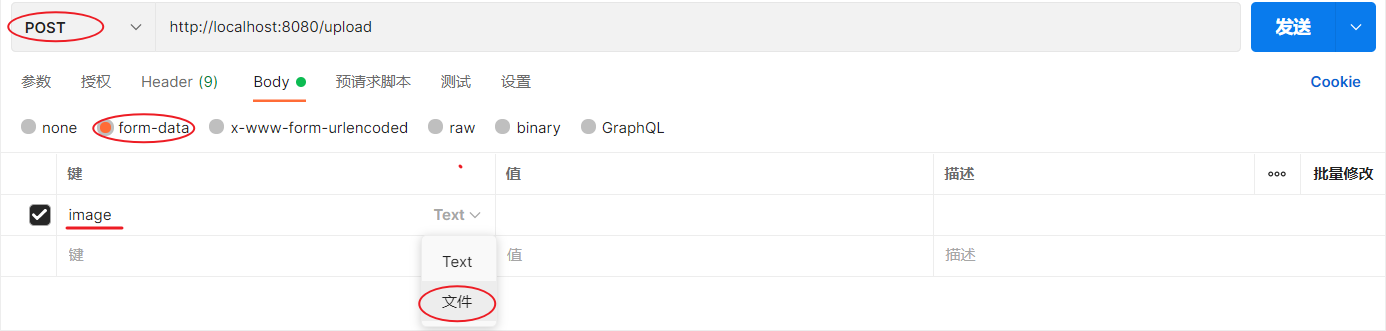 POST http://localhost:8080/upload 发送
参数 授权 Header (9) Body 预请求脚本 测试 设置 Cookie
none form-data x-www-form-urlencoded raw binary GraphQL
键 值 描述 ooo 批量修改
image Text
键 值 描述
Text
文件